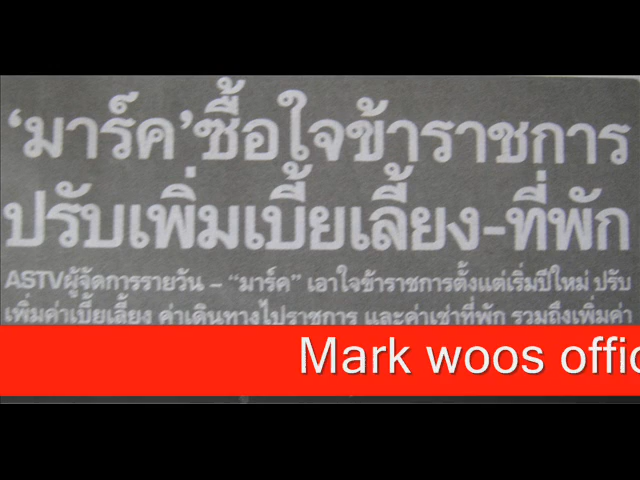 ‘มาร์ค’ซื้อใจข้าราชการ
ปรับเพิ่มเบี้ยเลี้ยง-ที่พัก
ASTVผู้จัดการรายวัน – “มาร์ค” เอาใจข้าราชการตั้งแต่เริ่มปีใหม่ ปรับ
เพิ่มค่าเบี้ยเลี้ยง ค่าเดินทางไปราชการ และค่าเช่าที่พัก รวมถึงเพิ่มค่า
Mark woos offic